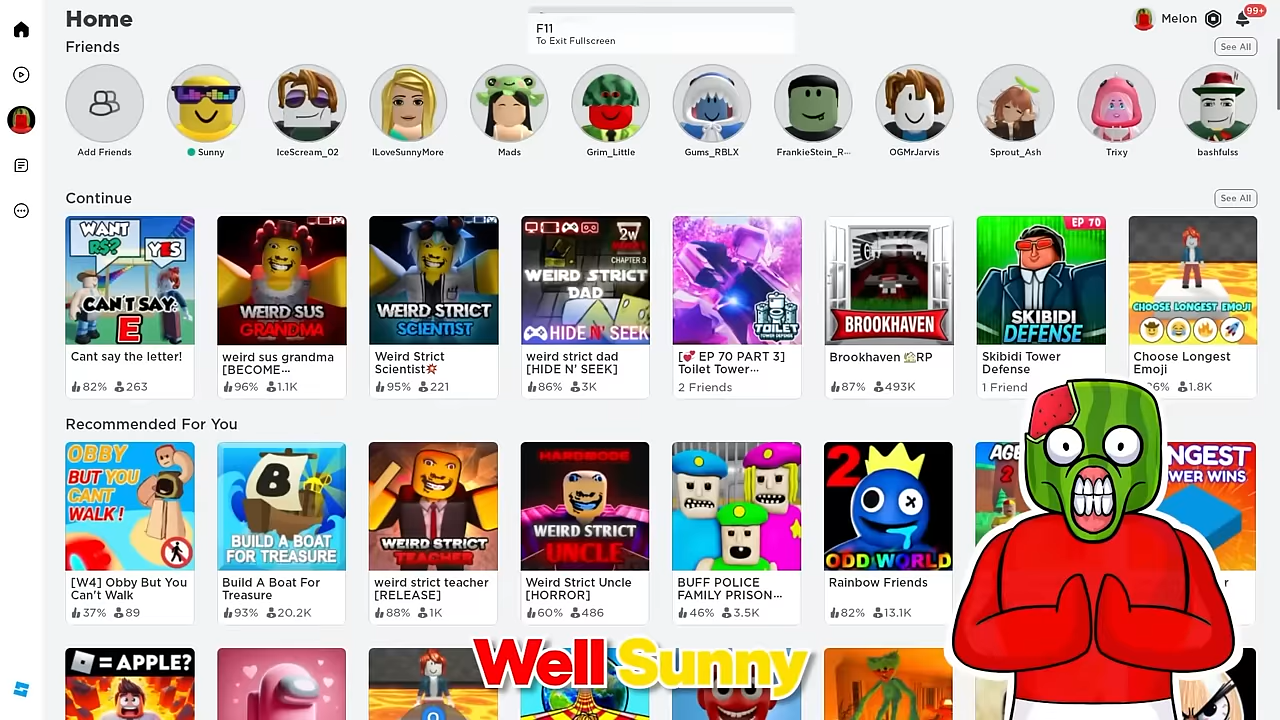 Home
F11
To Exit Fullscreen
Melon
99+
Friends
See All
Add Friends
Sunny
IceScream_02
ILoveSunnyMore
Mads
Grim_Little
Gums_RBLX
FrankieStein_R...
OGMrJarvis
Sprout_Ash
Trixy
bashfulss
Continue
See All
WANT
R$?
YES
CAN'T SAY:
E
WEIRD SUS
GRANDMA
WEIRD STRICT
SCIENTIST
2w
CHAPTER 3
WEIRD STRICT
DAD
HIDE N' SEEK
TOILET
TOWER DEFENSE
BROOKHAVEN
EP 70
SKIBIDI
DEFENSE
CHOOSE LONGEST EMOJI
Cant say the letter!
82% 263
weird sus grandma
[BECOME...
96% 1.1K
Weird Strict
Scientist💥
95% 221
weird strict dad
[HIDE N' SEEK]
86% 3K
[💕 EP 70 PART 3]
Toilet Tower...
2 Friends
Brookhaven 🏡RP
87% 493K
Skibidi Tower
Defense
1 Friend
Choose Longest
Emoji
1.8K
Recommended For You
OBBY
BUT YOU
CANT
WALK!
B
BUILD A BOAT
FOR TREASURE
WEIRD STRICT
TEACHER
HARDMODE
WEIRD STRICT
UNCLE
2
ODD WORLD
AGE
2
NGEST
WER WINS
[W4] Obby But You
Can't Walk
37% 89
Build A Boat For
Treasure
93% 20.2K
weird strict teacher
[RELEASE]
88% 1K
Weird Strict Uncle
[HORROR]
60% 486
BUFF POLICE
FAMILY PRISON...
46% 3.5K
Rainbow Friends
82% 13.1K
r
= APPLE?
Well Sunny